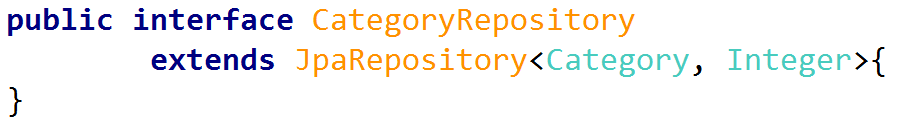 public interface CategoryRepository
extends JpaRepository<Category, Integer>{
}